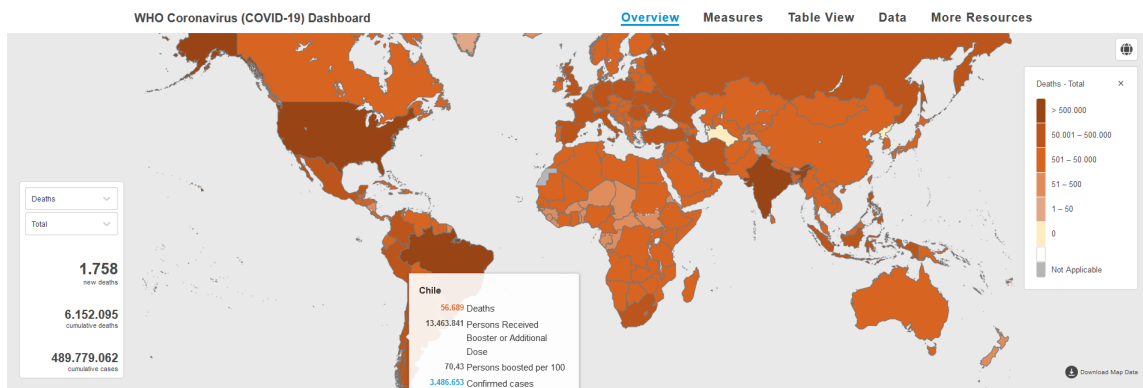 WHO Coronavirus (COVID-19) Dashboard
Overview Measures Table View Data More Resources
Deaths - Total ×
> 500.000
50.001 – 500.000
501 – 50.000
51 – 500
1 – 50
0
Not Applicable
Deaths
Total
1.758
new deaths
6.152.095
cumulative deaths
489.779.062
cumulative cases
Chile
56.689 Deaths
13.463.841 Persons Received
Booster or Additional
Dose
70,43 Persons boosted per 100
3.486.653 Confirmed cases
Download Map Data